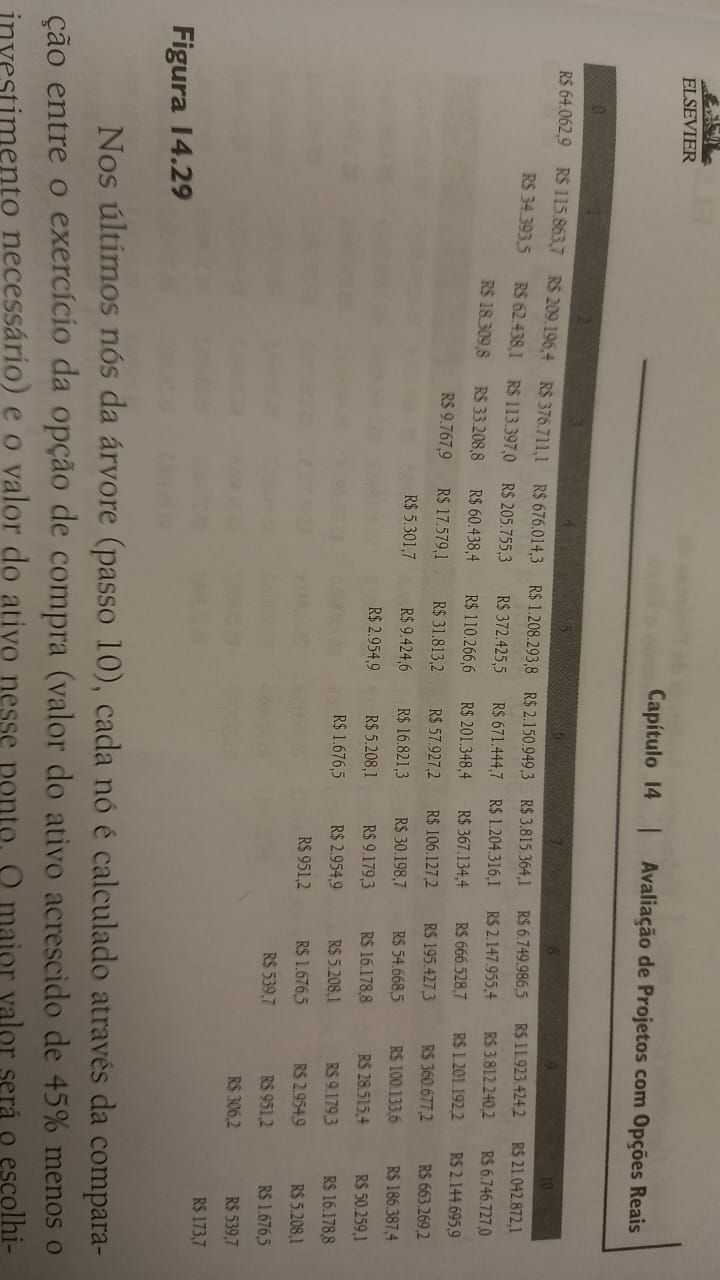 ELSEVIER
Capítulo 14 | Avaliação de Projetos com Opções Reais
0 1 2 3 4 5 6 7 8 9 10
R$ 64.062,9 R$ 115.863,7 R$ 209.196,4 R$ 376.711,1 R$ 676.014,3 R$ 1.208.293,8 R$ 2.150.949,3 R$ 3.815.364,1 R$ 6.749.986,5 R$ 11.923.424,2 R$ 21.042.872,1
R$ 34.393,5 R$ 62.438,1 R$ 113.397,0 R$ 205.755,3 R$ 372.425,5 R$ 671.444,7 R$ 1.204.316,1 R$ 2.147.955,4 R$ 3.812.240,2 R$ 6.746.727,0
R$ 18.309,8 R$ 33.208,8 R$ 60.438,4 R$ 110.266,6 R$ 201.348,4 R$ 367.134,4 R$ 666.528,7 R$ 1.201.192,2 R$ 2.144.695,9
R$ 9.767,9 R$ 17.579,1 R$ 31.813,2 R$ 57.927,2 R$ 106.127,2 R$ 195.427,3 R$ 360.677,2 R$ 663.269,2
R$ 5.301,7 R$ 9.424,6 R$ 16.821,3 R$ 30.198,7 R$ 54.668,5 R$ 100.133,6 R$ 186.387,4
R$ 2.954,9 R$ 5.208,1 R$ 9.179,3 R$ 16.178,8 R$ 28.515,4 R$ 50.259,1
R$ 1.676,5 R$ 2.954,9 R$ 5.208,1 R$ 9.179,3 R$ 16.178,8
R$ 951,2 R$ 1.676,5 R$ 2.954,9 R$ 5.208,1
R$ 539,7 R$ 951,2 R$ 1.676,5
R$ 306,2 R$ 539,7
R$ 173,7
Figura 14.29
Nos últimos nós da árvore (passo 10), cada nó é calculado através da compara-
ção entre o exercício da opção de compra (valor do ativo acrescido de 45% menos o
investimento necessário) e o valor do ativo nesse ponto. O maior valor será o escolhi-